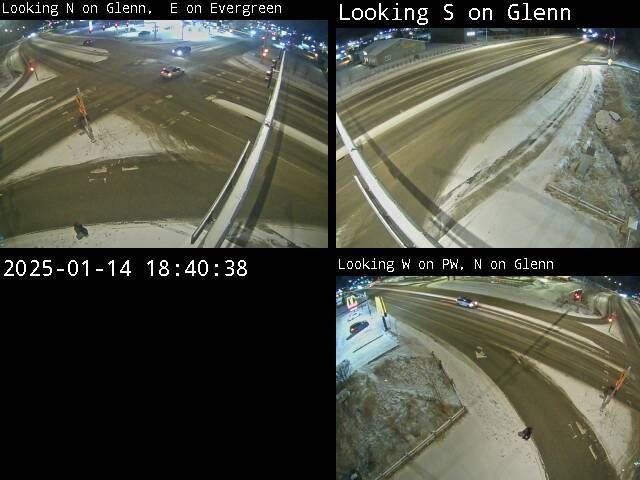 Looking N on Glenn,  E on Evergreen
Looking S on Glenn
2025-01-14 18:40:38
Looking W on PW, N on Glenn